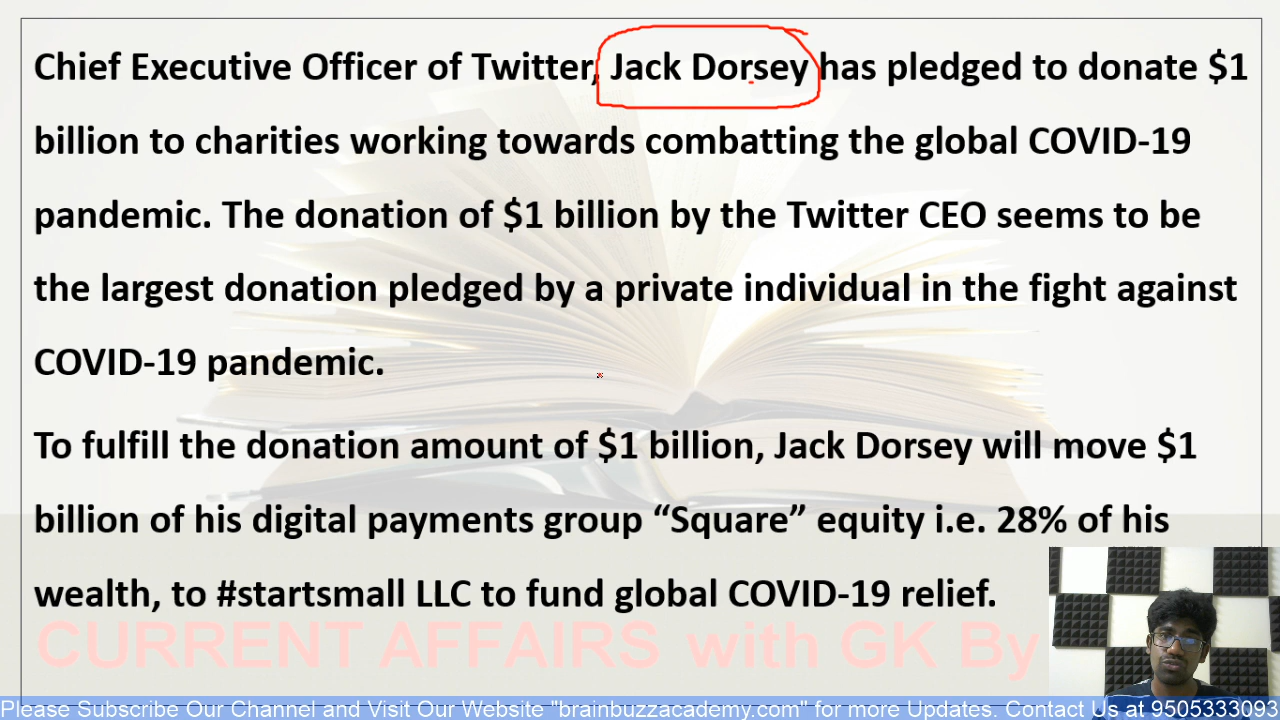 Chief Executive Officer of Twitter, Jack Dorsey has pledged to donate $1
billion to charities working towards combatting the global COVID-19
pandemic. The donation of $1 billion by the Twitter CEO seems to be
the largest donation pledged by a private individual in the fight against
COVID-19 pandemic.
To fulfill the donation amount of $1 billion, Jack Dorsey will move $1
billion of his digital payments group “Square” equity i.e. 28% of his
wealth, to #startsmall LLC to fund global COVID-19 relief.
CURRENT AFFAIRS with GK By
Please Subscribe Our Channel and Visit Our Website "brainbuzzacademy.com" for more Updates. Contact Us at 9505333093